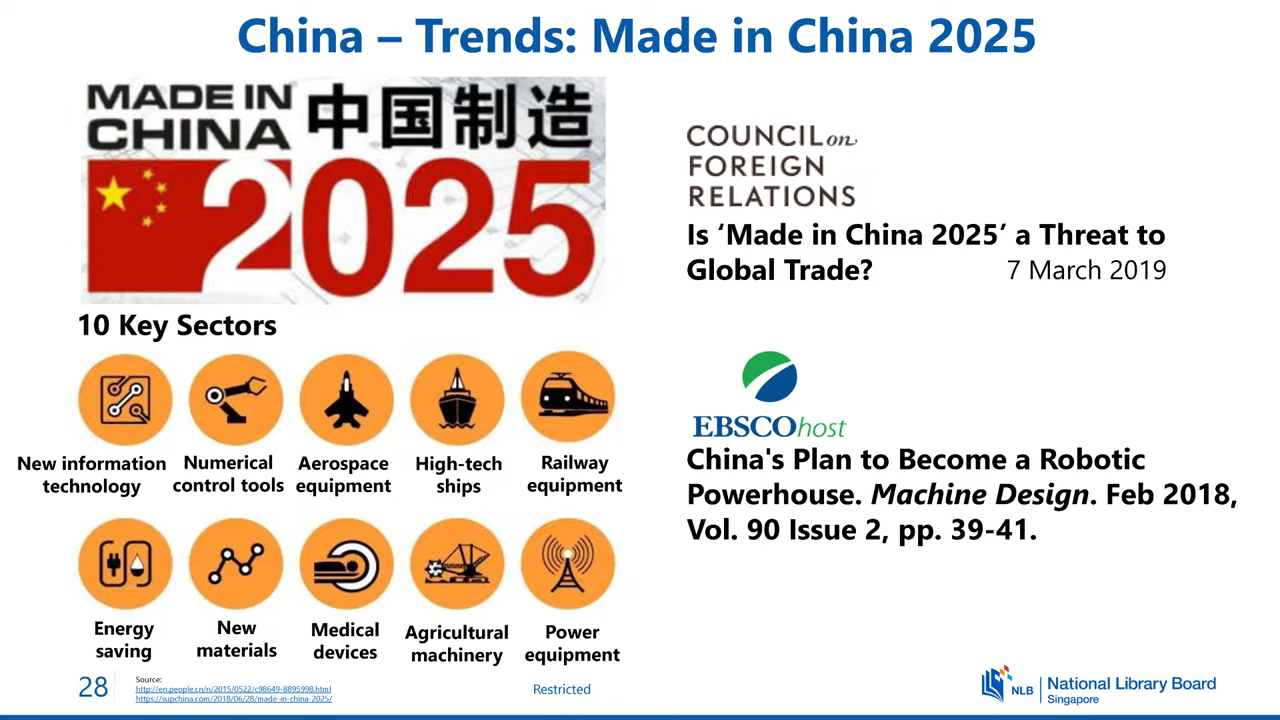 China – Trends: Made in China 2025
MADE IN
CHINA
中国制造
2025
10 Key Sectors
New information
technology
Numerical
control tools
Aerospace
equipment
High-tech
ships
Railway
equipment
Energy
saving
New
materials
Medical
devices
Agricultural
machinery
Power
equipment
COUNCIL on
FOREIGN
RELATIONS
Is ‘Made in China 2025’ a Threat to
Global Trade? 7 March 2019
EBSCOhost
China's Plan to Become a Robotic
Powerhouse. Machine Design. Feb 2018,
Vol. 90 Issue 2, pp. 39-41.
28
Source:
http://en.people.cn/n/2015/0522/c98649-8895998.html
https://supchina.com/2018/06/28/made-in-china-2025/
Restricted
NLB
National Library Board
Singapore